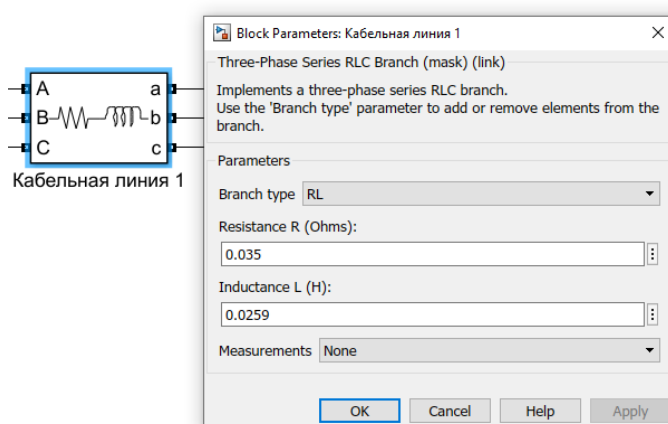 Block Parameters: Кабельная линия 1
Three-Phase Series RLC Branch (mask) (link)
Implements a three-phase series RLC branch.
Use the 'Branch type' parameter to add or remove elements from the
branch.
Parameters
Branch type RL
Resistance R (Ohms):
0.035
Inductance L (H):
0.0259
Measurements None
OK Cancel Help Apply
A a
B b
C c
Кабельная линия 1